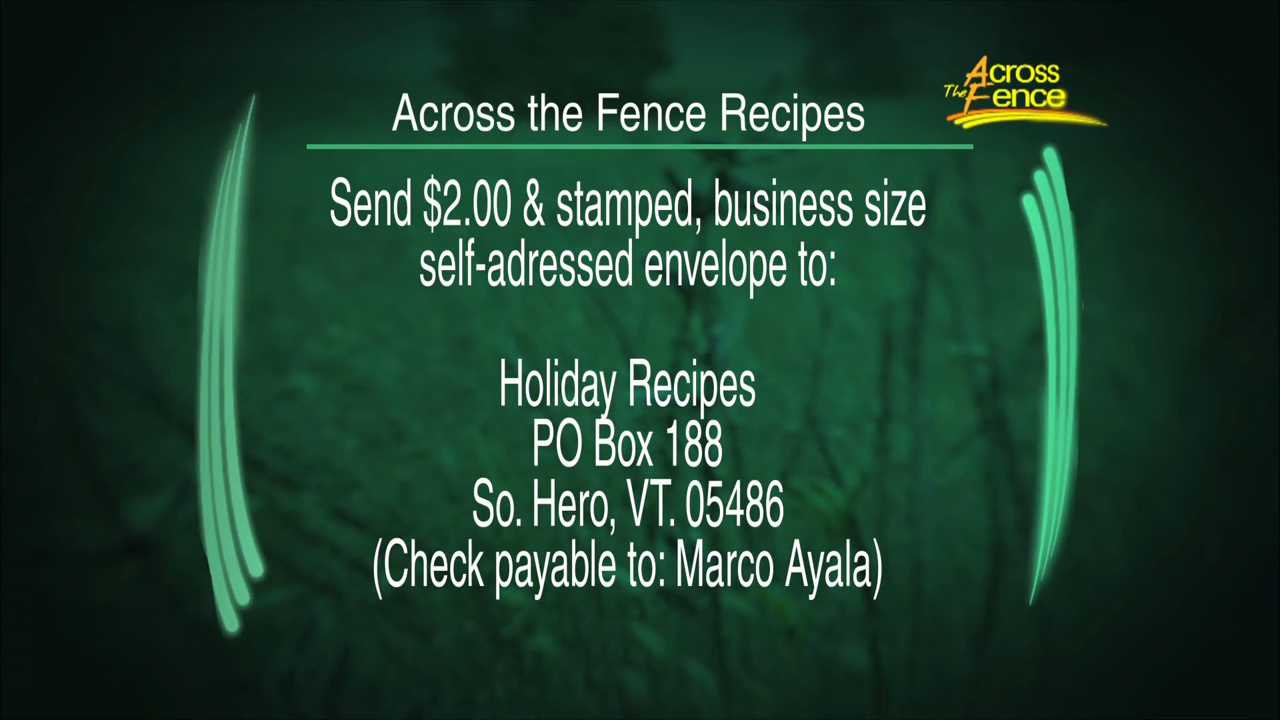 Across
The Fence
Across the Fence Recipes
Send $2.00 & stamped, business size
self-adressed envelope to:
Holiday Recipes
PO Box 188
So. Hero, VT. 05486
(Check payable to: Marco Ayala)